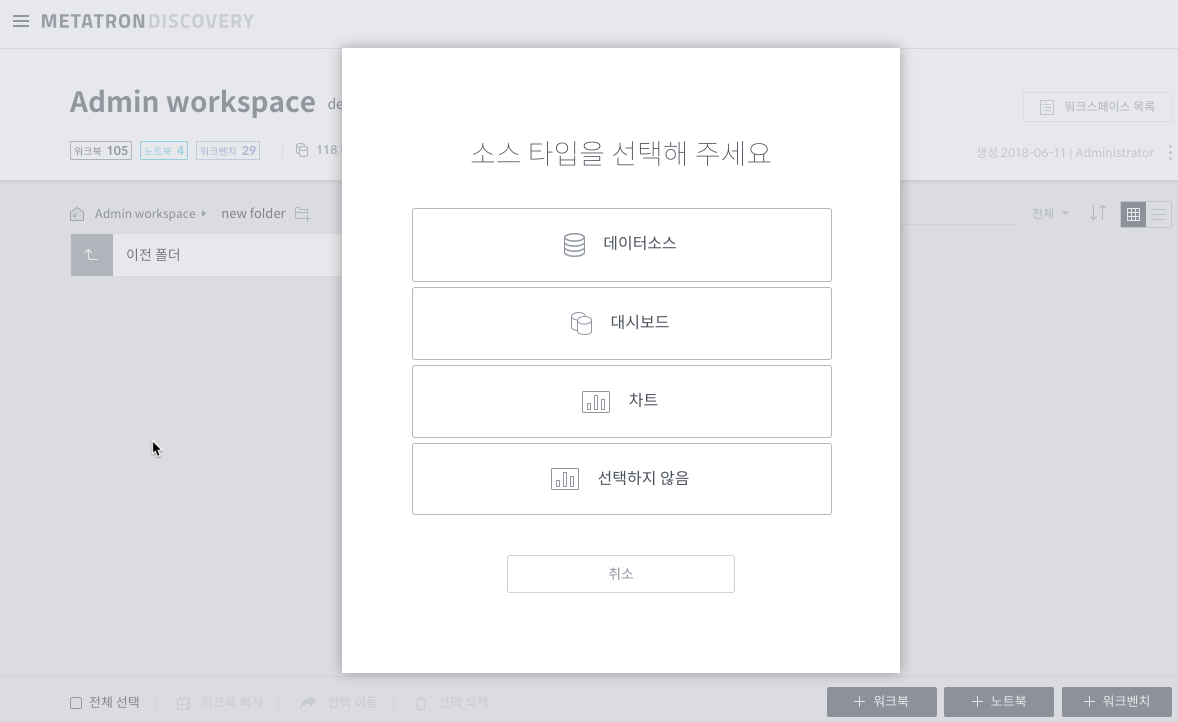 METATRON DISCOVERY
Admin workspace de
워크스페이스 목록
워크북 105 노트북 4 워크벤치 29 118
생성 2018-06-11 | Administrator
Admin workspace new folder
전체
이전 폴더
소스 타입을 선택해 주세요
데이터소스
대시보드
차트
선택하지 않음
취소
전체 선택 워크북 복사 선택 이동 선택 삭제
+ 워크북 + 노트북 + 워크벤치